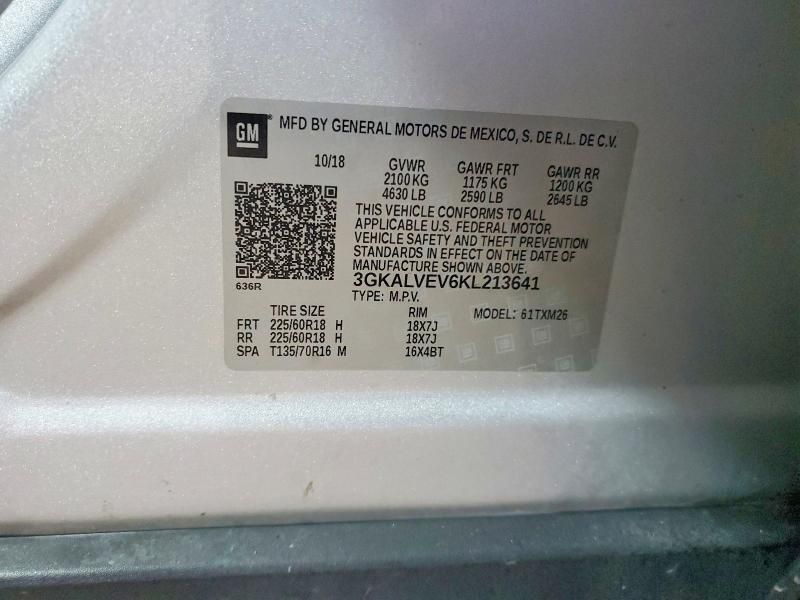 GM
MFD BY GENERAL MOTORS DE MEXICO, S. DE R.L. DE C.V.
10/18 GVWR GAWR FRT GAWR RR
2100 KG 1175 KG 1200 KG
4630 LB 2590 LB 2645 LB
THIS VEHICLE CONFORMS TO ALL
APPLICABLE U.S. FEDERAL MOTOR
VEHICLE SAFETY AND THEFT PREVENTION
STANDARDS IN EFFECT ON THE DATE OF
MANUFACTURE SHOWN ABOVE.
636R
3GKALVEV6KL213641
TYPE: M.P.V.
TIRE SIZE RIM MODEL: 61TXM26
FRT 225/60R18 H 18X7J
RR 225/60R18 H 18X7J
SPA T135/70R16 M 16X4BT